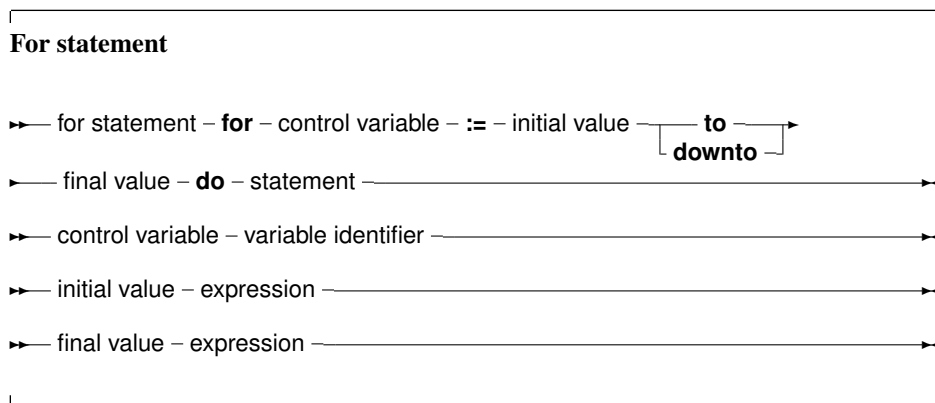 For statement
for statement – for – control variable – := – initial value – to –
downto –
final value – do – statement –
control variable – variable identifier –
initial value – expression –
final value – expression –